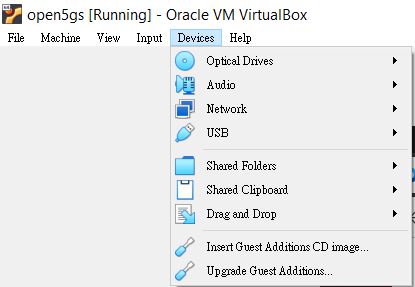 open5gs [Running] - Oracle VM VirtualBox
File Machine View Input Devices Help
Optical Drives
Audio
Network
USB
Shared Folders
Shared Clipboard
Drag and Drop
Insert Guest Additions CD image...
Upgrade Guest Additions...